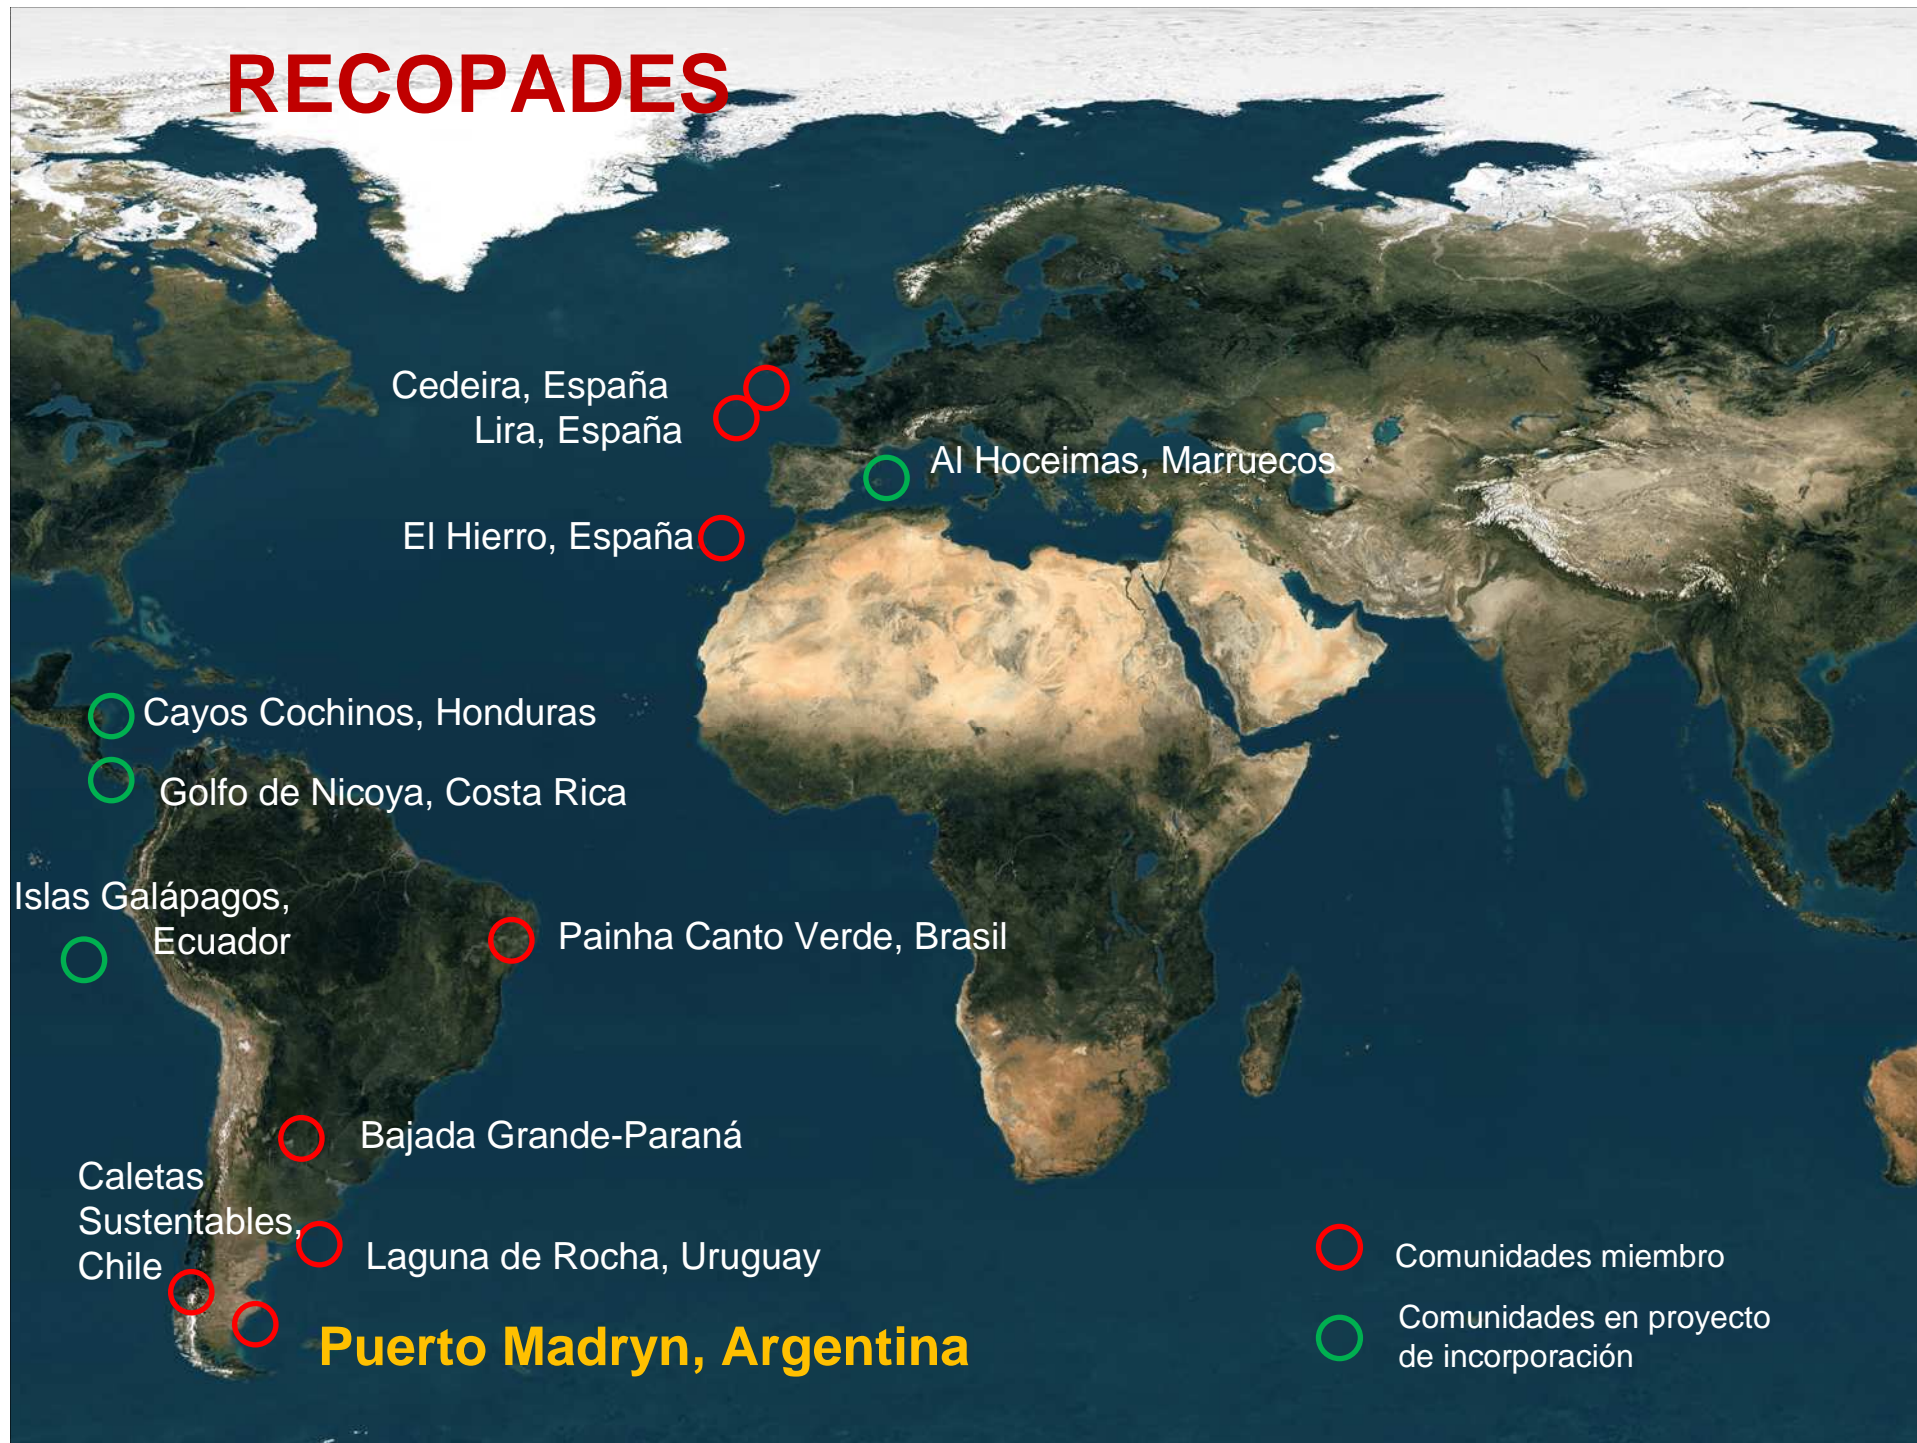 RECOPADES
Cedeira, España
Lira, España
Al Hoceimas, Marruecos
El Hierro, España
Cayos Cochinos, Honduras
Golfo de Nicoya, Costa Rica
Islas Galápagos,
Ecuador
Painha Canto Verde, Brasil
Bajada Grande-Paraná
Caletas
Sustentables,
Chile
Laguna de Rocha, Uruguay
Puerto Madryn, Argentina
Comunidades miembro
Comunidades en proyecto
de incorporación